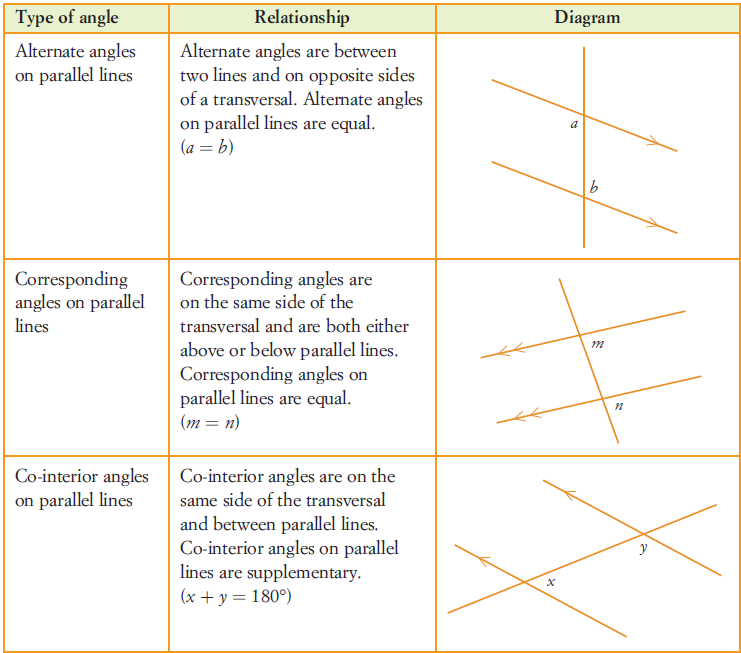 Type of angle
Relationship
Diagram
Alternate angles
on parallel lines
Alternate angles are between
two lines and on opposite sides
of a transversal. Alternate angles
on parallel lines are equal.
(a = b)
a
b
Corresponding
angles on parallel
lines
Corresponding angles are
on the same side of the
transversal and are both either
above or below parallel lines.
Corresponding angles on
parallel lines are equal.
(m = n)
m
n
Co-interior angles
on parallel lines
Co-interior angles are on the
same side of the transversal
and between parallel lines.
Co-interior angles on parallel
lines are supplementary.
(x + y = 180°)
y
x